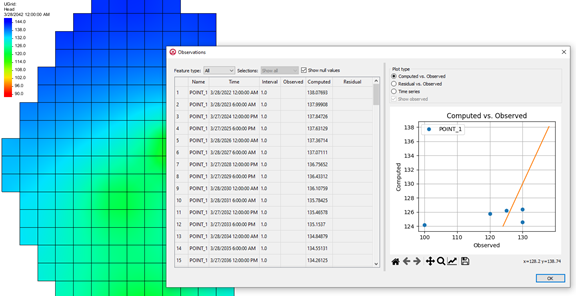 UGrid
Head
3/28/2042 12:00:00 AM
144.0
138.0
132.0
126.0
120.0
114.0
108.0
102.0
96.0
90.0
Observations
Feature type: All Selections: Show all Show null values
Name Time Interval Observed Computed Residual
1 POINT_1 3/28/2022 12:00:00 AM 1.0 138.07693
2 POINT_1 3/28/2023 6:00:00 AM 1.0 137.99908
3 POINT_1 3/27/2024 12:00:00 PM 1.0 137.84726
4 POINT_1 3/27/2025 6:00:00 PM 1.0 137.63129
5 POINT_1 3/28/2026 12:00:00 AM 1.0 137.36714
6 POINT_1 3/28/2027 6:00:00 AM 1.0 137.07111
7 POINT_1 3/27/2028 12:00:00 PM 1.0 136.75652
8 POINT_1 3/27/2029 6:00:00 PM 1.0 136.43312
9 POINT_1 3/28/2030 12:00:00 AM 1.0 136.10759
10 POINT_1 3/28/2031 6:00:00 AM 1.0 135.78425
11 POINT_1 3/27/2032 12:00:00 PM 1.0 135.46578
12 POINT_1 3/27/2033 6:00:00 PM 1.0 135.1537
13 POINT_1 3/28/2034 12:00:00 AM 1.0 134.84879
14 POINT_1 3/28/2035 6:00:00 AM 1.0 134.55131
15 POINT_1 3/27/2036 12:00:00 PM 1.0 134.26125
Plot type
Computed vs. Observed
Residual vs. Observed
Time series
Show observed
Computed vs. Observed
POINT_1
138
136
134
132
130
128
126
124
Computed
100 110 120 130
Observed
x=128.2 y=138.74
OK